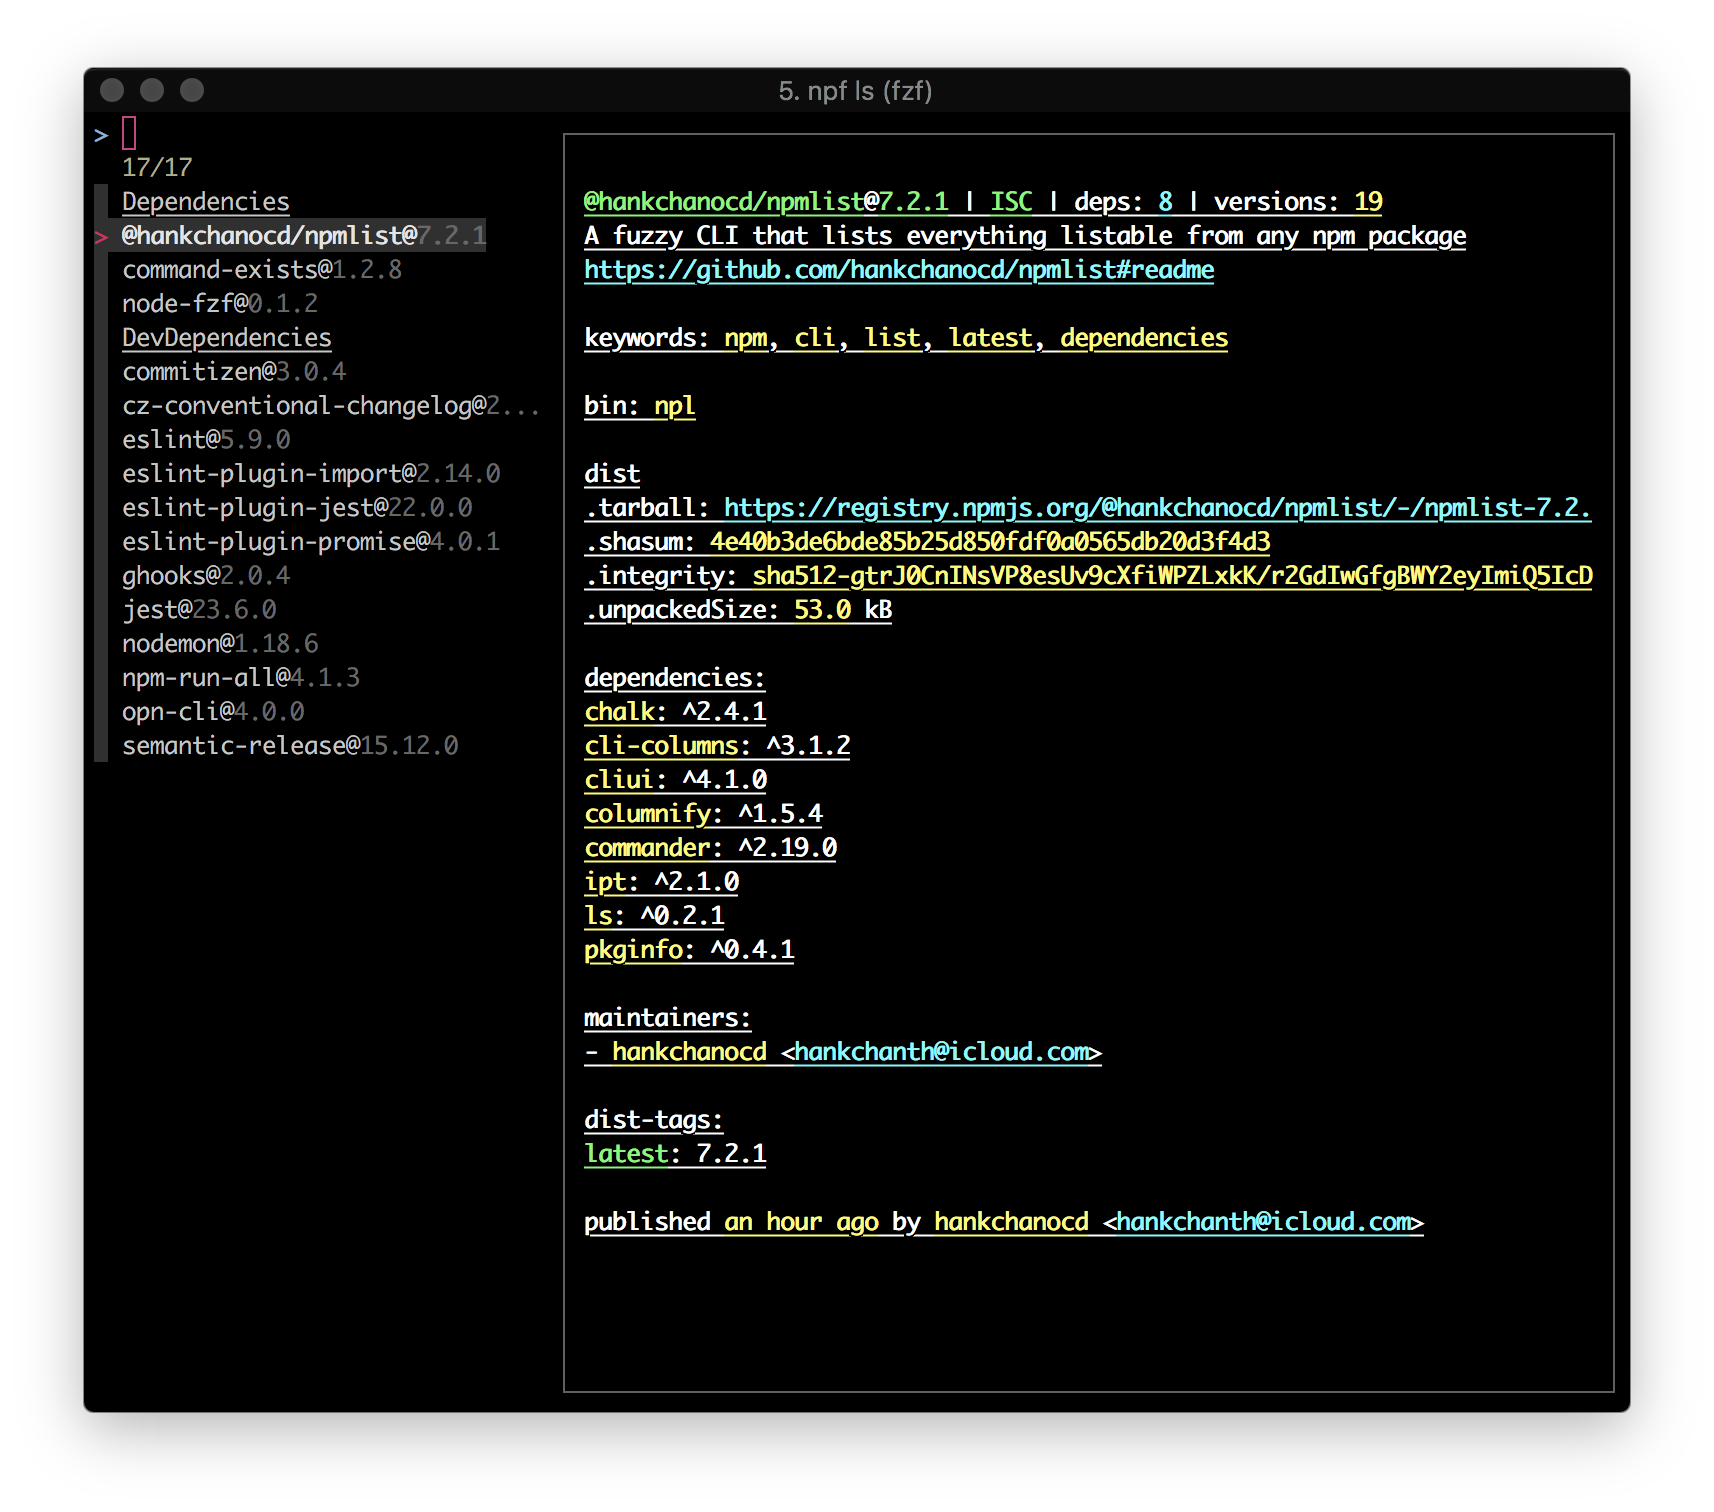 5. npf ls (fzf)
>
17/17
Dependencies
> @hankchanocd/npmlist@7.2.1
command-exists@1.2.8
node-fzf@0.1.2
DevDependencies
commitizen@3.0.4
cz-conventional-changelog@2...
eslint@5.9.0
eslint-plugin-import@2.14.0
eslint-plugin-jest@22.0.0
eslint-plugin-promise@4.0.1
ghooks@2.0.4
jest@23.6.0
nodemon@1.18.6
npm-run-all@4.1.3
opn-cli@4.0.0
semantic-release@15.12.0
@hankchanocd/npmlist@7.2.1 | ISC | deps: 8 | versions: 19
A fuzzy CLI that lists everything listable from any npm package
https://github.com/hankchanocd/npmlist#readme
keywords: npm, cli, list, latest, dependencies
bin: npl
dist
.tarball: https://registry.npmjs.org/@hankchanocd/npmlist/-/npmlist-7.2.
.shasum: 4e40b3de6bde85b25d850fdf0a0565db20d3f4d3
.integrity: sha512-gtrJ0CnINsVP8esUv9cXfiWPZLxkK/r2GdIwGfgBWY2eyImiQ5IcD
.unpackedSize: 53.0 kB
dependencies:
chalk: ^2.4.1
cli-columns: ^3.1.2
cliui: ^4.1.0
columnify: ^1.5.4
commander: ^2.19.0
ipt: ^2.1.0
ls: ^0.2.1
pkginfo: ^0.4.1
maintainers:
- hankchanocd <hankchanth@icloud.com>
dist-tags:
latest: 7.2.1
published an hour ago by hankchanocd <hankchanth@icloud.com>